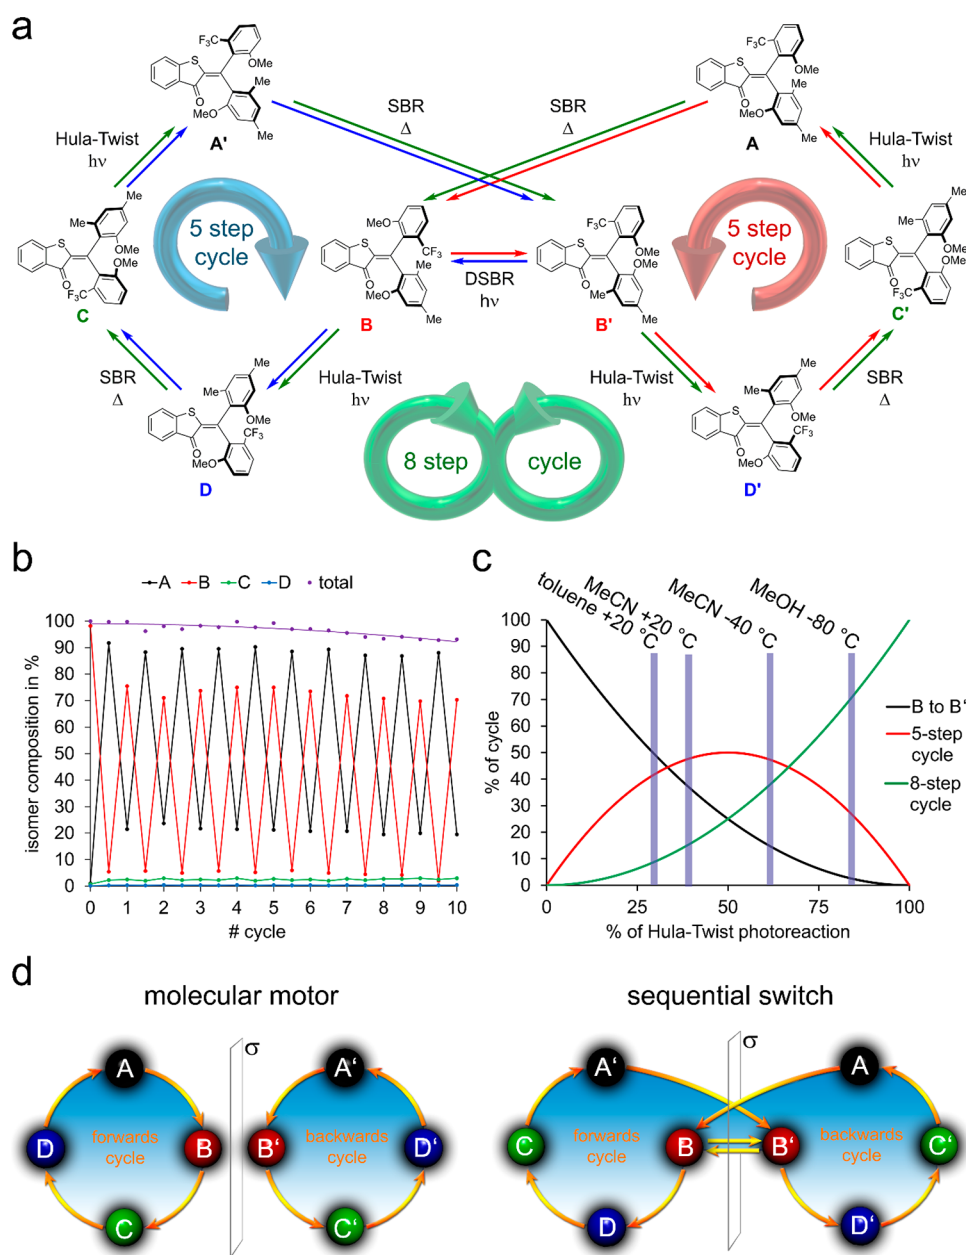 a
F₃C
S
OMe
Me
O
MeO
Me
A'
F₃C
S
OMe
Me
O
MeO
Me
A
SBR
Δ
SBR
Δ
Hula-Twist
hν
Hula-Twist
hν
Me
Me
S
OMe
OMe
O
F₃C
C
5 step
cycle
MeO
S
CF₃
Me
O
MeO
Me
B
DSBR
hν
F₃C
S
OMe
OMe
O
Me
Me
B'
5 step
cycle
Me
Me
S
OMe
OMe
O
F₃C
C'
SBR
Δ
Hula-Twist
hν
Hula-Twist
hν
SBR
Δ
Me
Me
S
OMe
CF₃
O
MeO
D
8 step cycle
Me
Me
S
OMe
CF₃
O
MeO
D'
b
A B C D total
isomer composition in %
100
90
80
70
60
50
40
30
20
10
0
0 1 2 3 4 5 6 7 8 9 10
# cycle
c
toluene +20 °C
MeCN +20 °C
MeCN -40 °C
MeOH -80 °C
% of cycle
100
90
80
70
60
50
40
30
20
10
0
0 25 50 75 100
% of Hula-Twist photoreaction
B to B‘
5-step
cycle
8-step
cycle
d
molecular motor
A
D
forwards
cycle
B
C
σ
A‘
B‘
backwards
cycle
D‘
C‘
sequential switch
A‘
C
forwards
cycle
B
D
σ
A
B‘
backwards
cycle
C‘
D‘